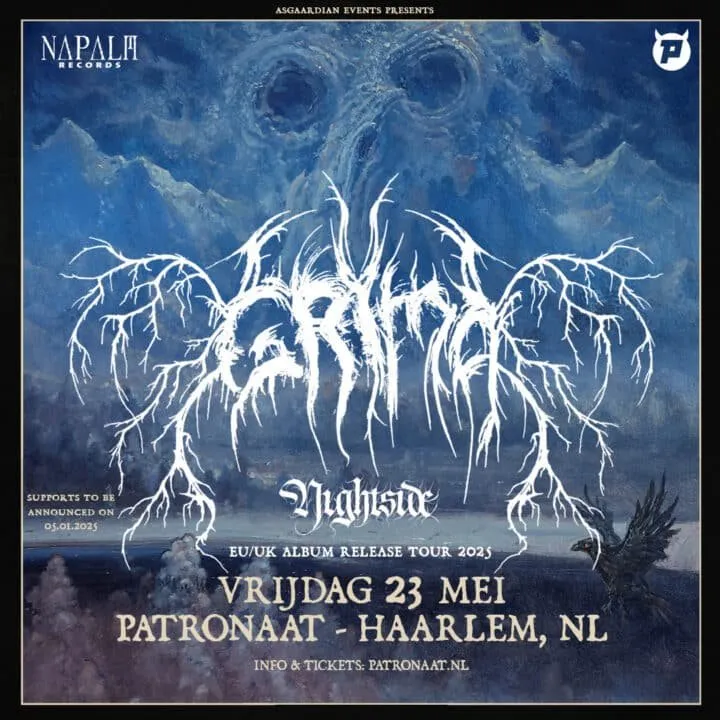 ASGAARDIAN EVENTS PRESENTS
NAPALM
RECORDS
P
GRIMA
Nightside
SUPPORTS TO BE
ANNOUNCED ON
05.01.2025
EU/UK ALBUM RELEASE TOUR 2025
VRIJDAG 23 MEI
PATRONAAT - HAARLEM, NL
INFO & TICKETS: PATRONAAT.NL